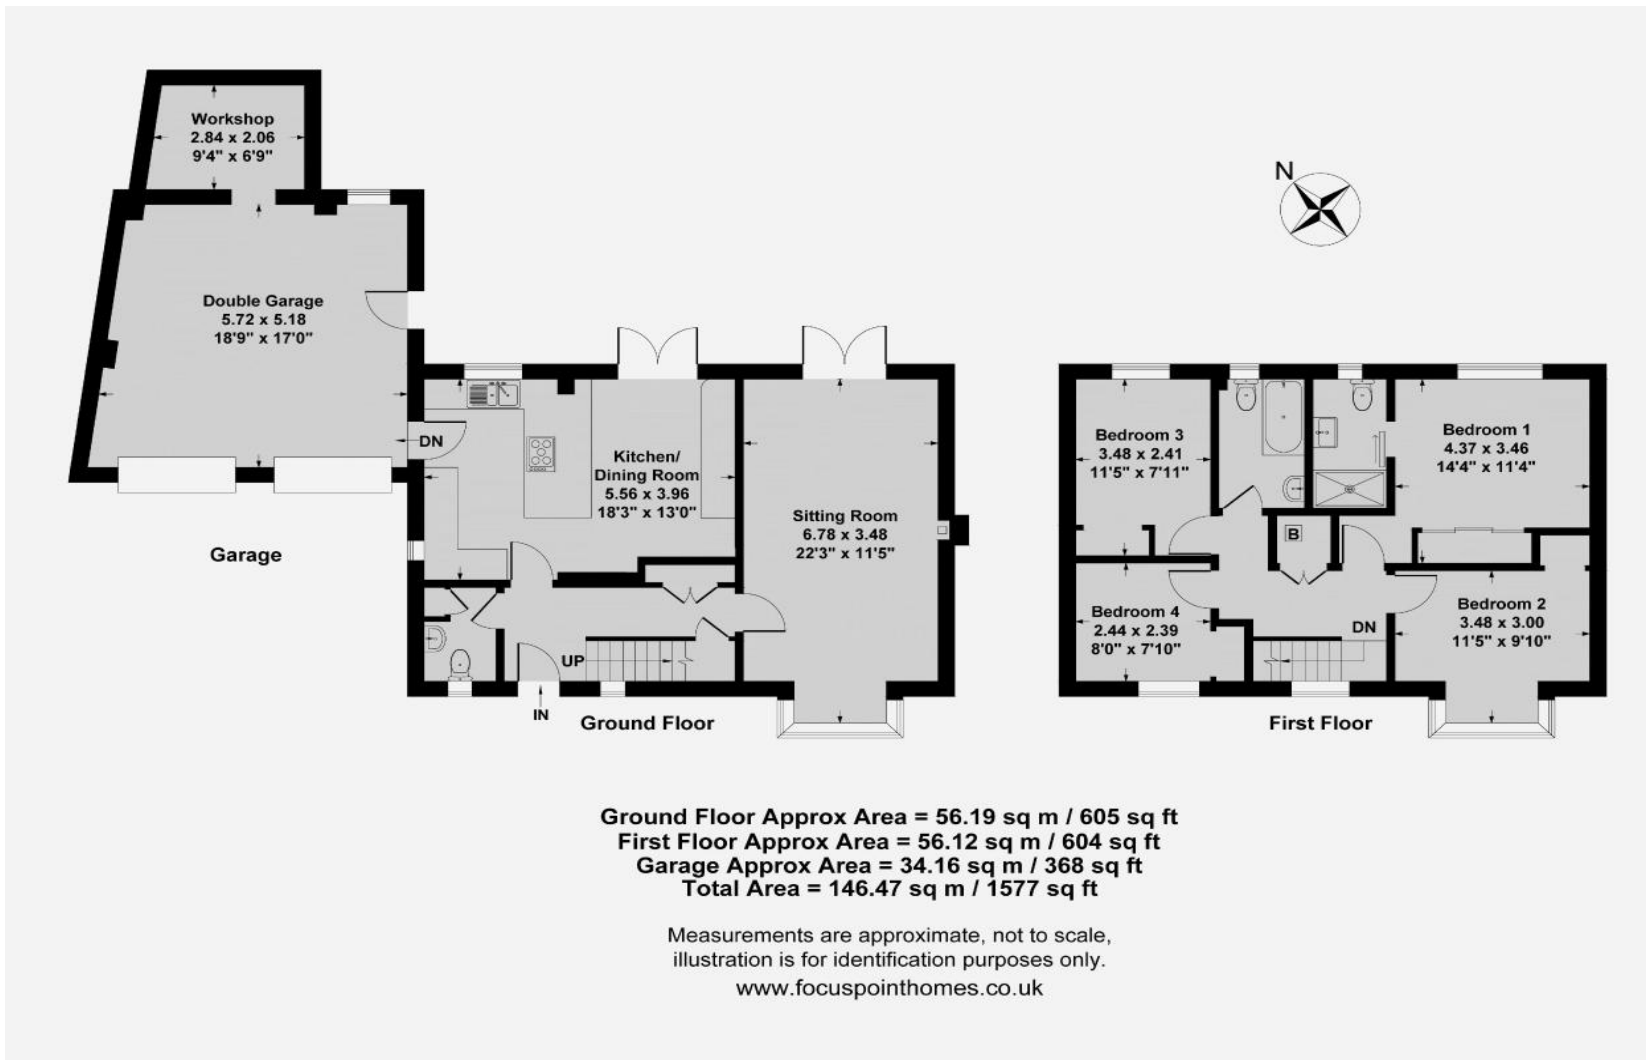 Workshop
2.84 x 2.06
9'4" x 6'9"
N
Double Garage
5.72 x 5.18
18'9" x 17'0"
DN
Kitchen/
Dining Room
5.56 x 3.96
18'3" x 13'0"
Sitting Room
6.78 x 3.48
22'3" x 11'5"
Garage
UP
IN
Ground Floor
Bedroom 3
3.48 x 2.41
11'5" x 7'11"
Bedroom 1
4.37 x 3.46
14'4" x 11'4"
B
Bedroom 4
2.44 x 2.39
8'0" x 7'10"
Bedroom 2
3.48 x 3.00
11'5" x 9'10"
DN
First Floor
Ground Floor Approx Area = 56.19 sq m / 605 sq ft
First Floor Approx Area = 56.12 sq m / 604 sq ft
Garage Approx Area = 34.16 sq m / 368 sq ft
Total Area = 146.47 sq m / 1577 sq ft
Measurements are approximate, not to scale,
illustration is for identification purposes only.
www.focuspointhomes.co.uk